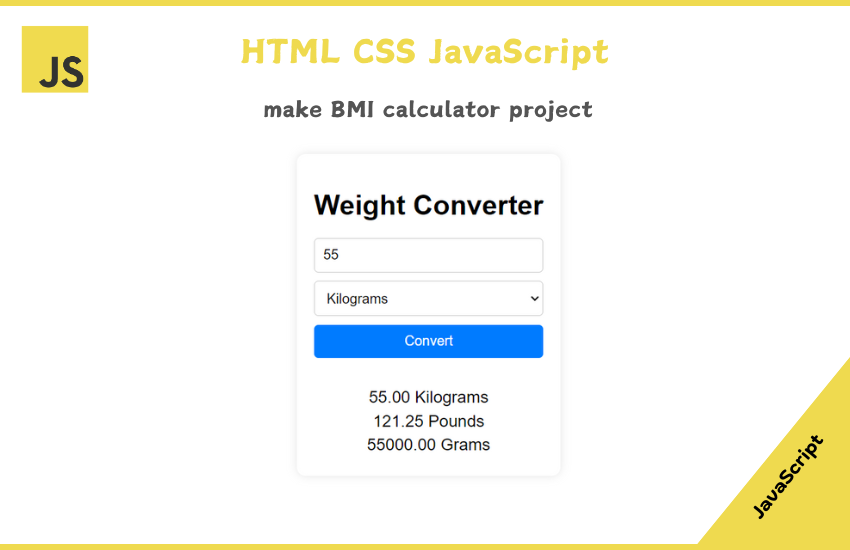 JS
HTML CSS JavaScript
make BMI calculator project
Weight Converter
55
Kilograms
Convert
55.00 Kilograms
121.25 Pounds
55000.00 Grams
JavaScript